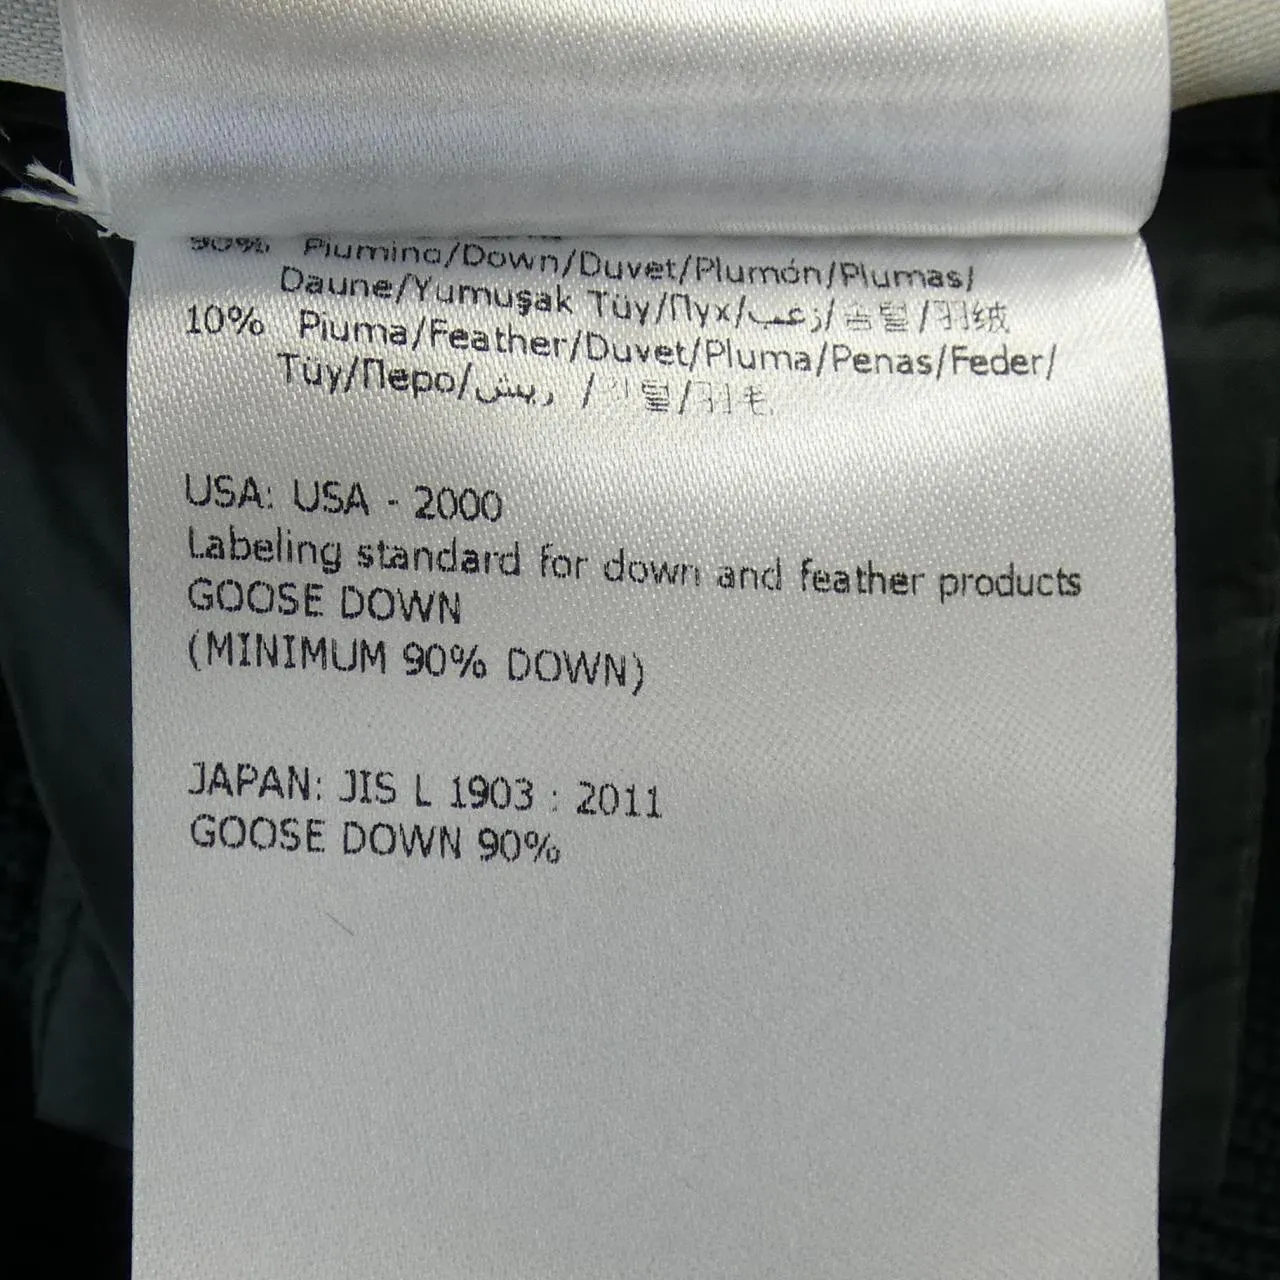 90% Piumino/Down/Duvet/Plumón/Plumas/
Daune/Yumuşak Tüy/Пух/زغب/솜털/羽绒
10% Piuma/Feather/Duvet/Pluma/Penas/Feder/
Tüy/Перо/ريش /깃털/羽毛
USA: USA - 2000
Labeling standard for down and feather products
GOOSE DOWN
(MINIMUM 90% DOWN)
JAPAN: JIS L 1903 : 2011
GOOSE DOWN 90%